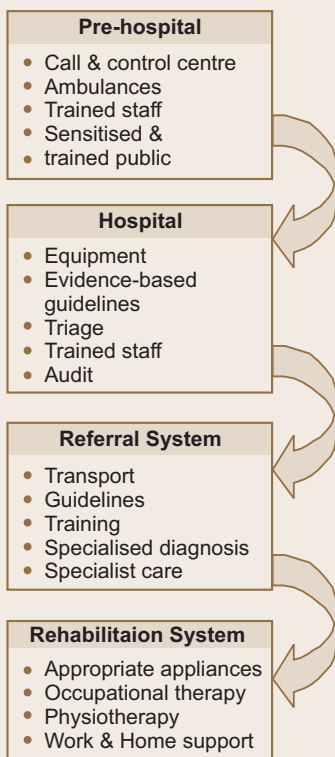 Pre-hospital
• Call & control centre
• Ambulances
• Trained staff
• Sensitised &
• trained public
Hospital
• Equipment
• Evidence-based
guidelines
• Triage
• Trained staff
• Audit
Referral System
• Transport
• Guidelines
• Training
• Specialised diagnosis
• Specialist care
Rehabilitaion System
• Appropriate appliances
• Occupational therapy
• Physiotherapy
• Work & Home support